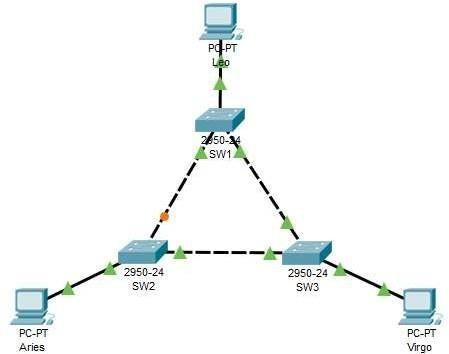 PC-PT
Leo
2950-24
SW1
2950-24
SW2
2950-24
SW3
PC-PT
Aries
PC-PT
Virgo